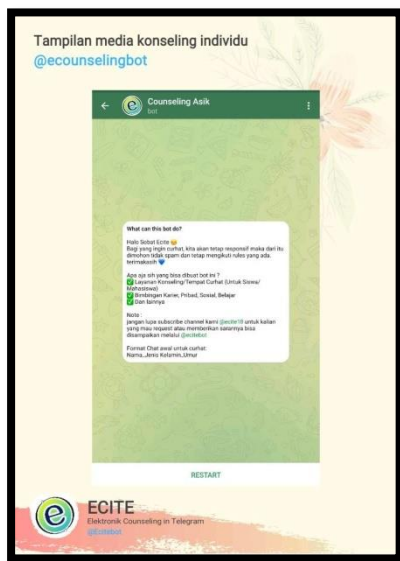 Tampilan media konseling individu
@ecounselingbot
Counseling Asik
bot
What can this bot do?
Halo Sobat Ecite 😊
Bagi yang ingin curhat, kita akan tetap responsif maka dari itu
dimohon tidak spam dan tetap mengikuti rules yang ada.
terimakasih 💙
Apa aja sih yang bisa dibuat bot ini ?
✅ Layanan Konseling/Tempat Curhat (Untuk Siswa/
Mahasiswa)
✅ Bimbingan Karier, Pribadi, Sosial, Belajar
✅ Dan lainnya
Note :
jangan lupa subscribe channel kami @ecite19 untuk kalian
yang mau request atau memberikan sarannya bisa
disampaikan melalui @ecitebot
Format Chat awal untuk curhat:
Nama_Jenis Kelamin_Umur
RESTART
e
ECITE
Elektronik Counseling in Telegram
@Ecitebot